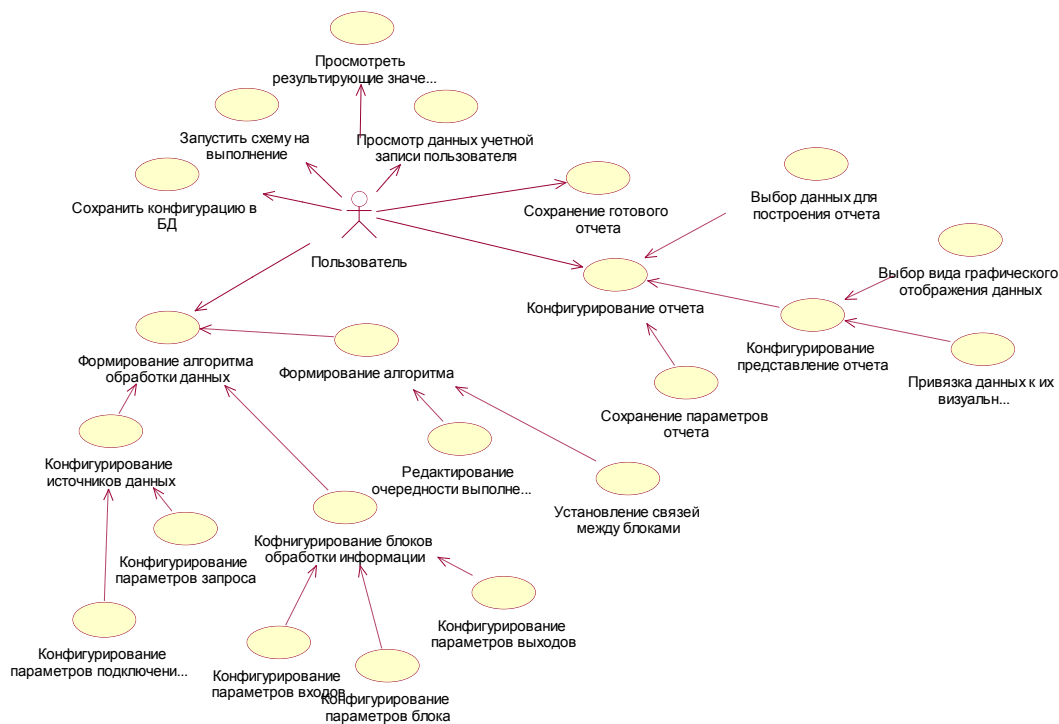 Просмотреть
результирующие значе...
Запустить схему на
выполнение
Просмотр данных учетной
записи пользователя
Сохранить конфигурацию в
БД
Сохранение готового
отчета
Выбор данных для
построения отчета
Пользователь
Выбор вида графического
отображения данных
Конфигурирование отчета
Конфигурирование
представление отчета
Привязка данных к их
визуальн...
Формирование алгоритма
обработки данных
Формирование алгоритма
Сохранение параметров
отчета
Конфигурирование
источников данных
Редактирование
очередности выполне...
Установление связей
между блоками
Кофнигурирование блоков
обработки информации
Конфигурирование
параметров запроса
Конфигурирование
параметров выходов
Конфигурирование
параметров подключени...
Конфигурирование
параметров входов
Конфигурирование
параметров блока